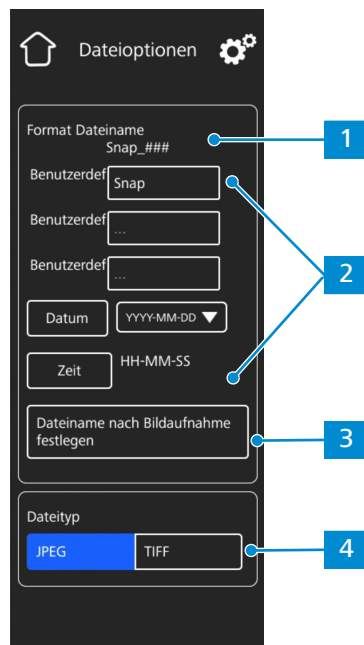 Dateioptionen
Format Dateiname
Snap_###
1
Benutzerdef
Snap
Benutzerdef
...
2
Benutzerdef
...
Datum
YYYY-MM-DD
Zeit
HH-MM-SS
Dateiname nach Bildaufnahme
festlegen
3
Dateityp
JPEG
TIFF
4